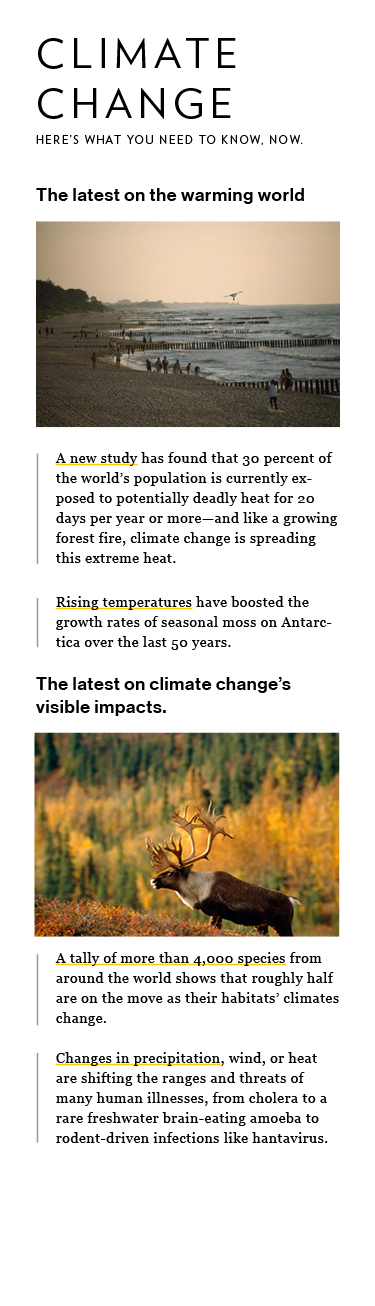 CLIMATE
CHANGE
HERE'S WHAT YOU NEED TO KNOW, NOW.
The latest on the warming world
A new study has found that 30 percent of
the world's population is currently ex-
posed to potentially deadly heat for 20
days per year or more—and like a growing
forest fire, climate change is spreading
this extreme heat.
Rising temperatures have boosted the
growth rates of seasonal moss on Antarc-
tica over the last 50 years.
The latest on climate change's
visible impacts.
A tally of more than 4,000 species from
around the world shows that roughly half
are on the move as their habitats' climates
change.
Changes in precipitation, wind, or heat
are shifting the ranges and threats of
many human illnesses, from cholera to a
rare freshwater brain-eating amoeba to
rodent-driven infections like hantavirus.